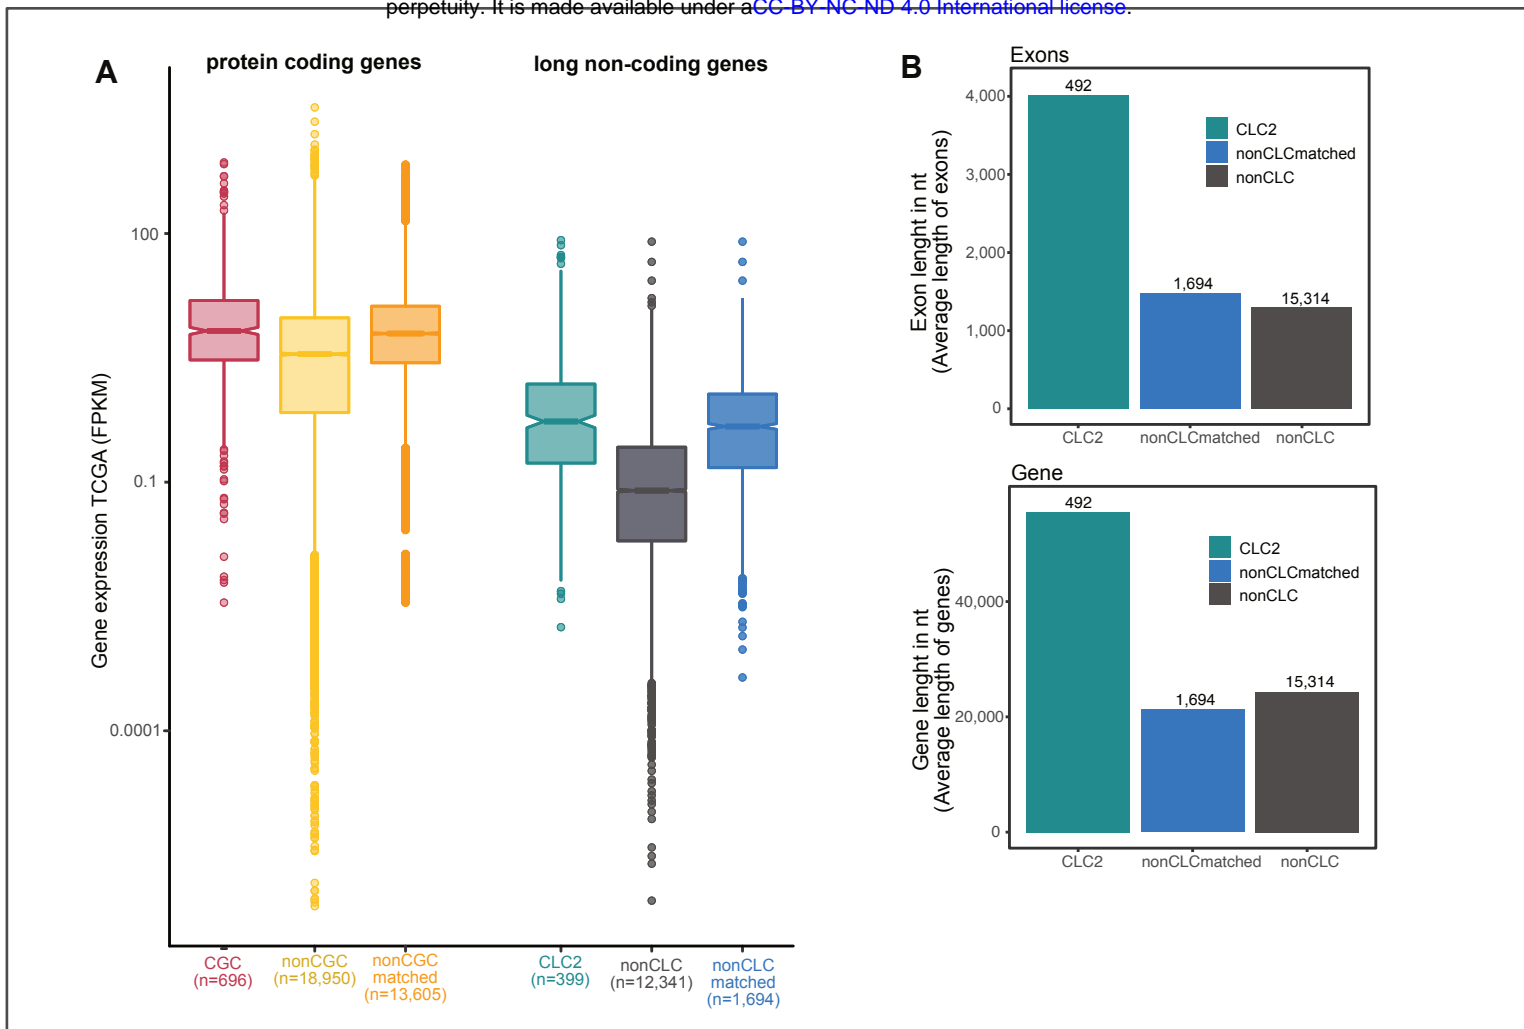 perpetuity. It is made available under aCC-BY-NC-ND 4.0 International license.
A
protein coding genes
long non-coding genes
Gene expression TCGA (FPKM)
100
0.1
0.0001
CGC
(n=696)
nonCGC
(n=18,950)
nonCGC
matched
(n=13,605)
CLC2
(n=399)
nonCLC
(n=12,341)
nonCLC
matched
(n=1,694)
B
Exons
Exon lenght in nt
(Average length of exons)
4,000
3,000
2,000
1,000
0
492
1,694
15,314
CLC2
nonCLCmatched
nonCLC
CLC2
nonCLCmatched
nonCLC
Gene
Gene lenght in nt
(Average length of genes)
40,000
20,000
0
492
1,694
15,314
CLC2
nonCLCmatched
nonCLC
CLC2
nonCLCmatched
nonCLC